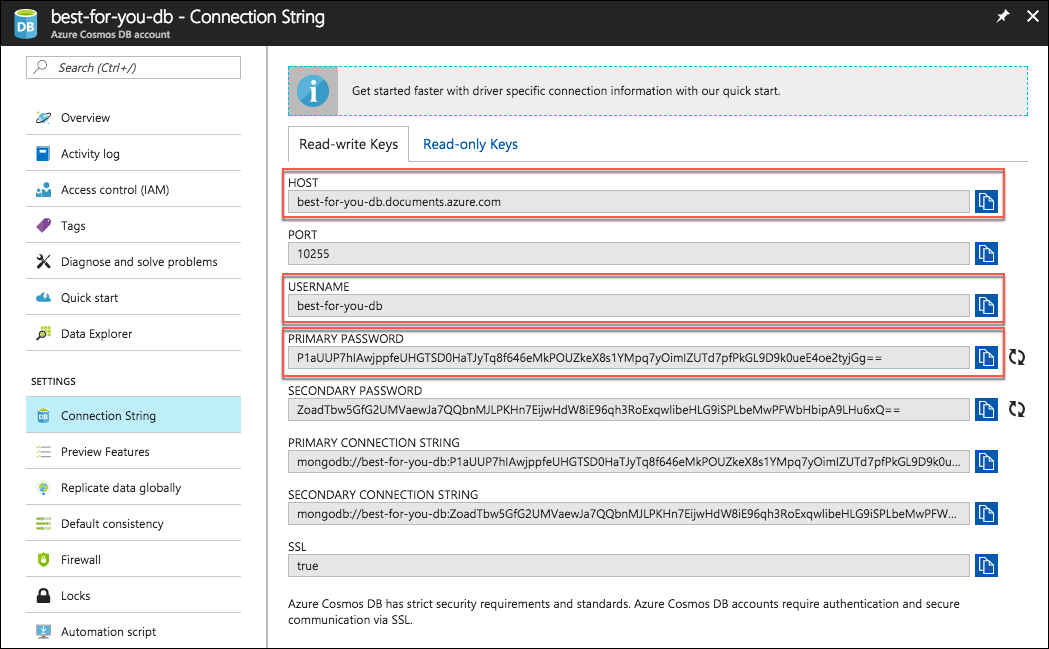 best-for-you-db - Connection String
Azure Cosmos DB account
Search (Ctrl+/)
Overview
Activity log
Access control (IAM)
Tags
Diagnose and solve problems
Quick start
Data Explorer
SETTINGS
Connection String
Preview Features
Replicate data globally
Default consistency
Firewall
Locks
Automation script
Get started faster with driver specific connection information with our quick start.
Read-write Keys
Read-only Keys
HOST
best-for-you-db.documents.azure.com
PORT
10255
USERNAME
best-for-you-db
PRIMARY PASSWORD
P1aUUP7hIAwjppfeUHGTSD0HaTJyTq8f646eMkPOUZkeX8s1YMpq7yOimIZUTd7pfPkGL9D9k0ueE4oe2tyjGg==
SECONDARY PASSWORD
ZoadTbw5GfG2UMVaewJa7QQbnMJLPKHn7EijwHdW8iE96qh3RoExqwlibeHLG9iSPLbeMwPFWbHbipA9LHu6xQ==
PRIMARY CONNECTION STRING
mongodb://best-for-you-db:P1aUUP7hIAwjppfeUHGTSD0HaTJyTq8f646eMkPOUZkeX8s1YMpq7yOimIZUTd7pfPkGL9D9k0u...
SECONDARY CONNECTION STRING
mongodb://best-for-you-db:ZoadTbw5GfG2UMVaewJa7QQbnMJLPKHn7EijwHdW8iE96qh3RoExqwlibeHLG9iSPLbeMwPFW...
SSL
true
Azure Cosmos DB has strict security requirements and standards. Azure Cosmos DB accounts require authentication and secure
communication via SSL.